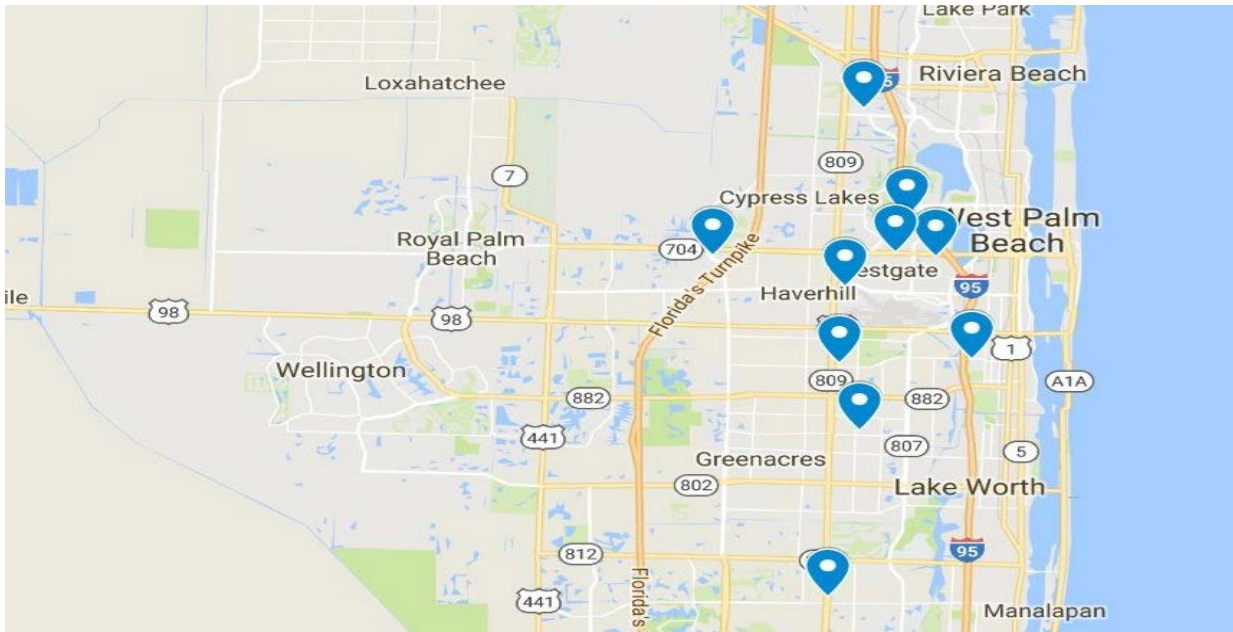 Lake Park
Loxahatchee
Riviera Beach
809
7
Cypress Lakes
West Palm
Beach
Royal Palm
Beach
704
Florida's Turnpike
estgate
Haverhill
95
ile
98
98
1
Wellington
809
A1A
882
882
441
807
5
Greenacres
802
Lake Worth
812
95
Florida's
441
Manalapan